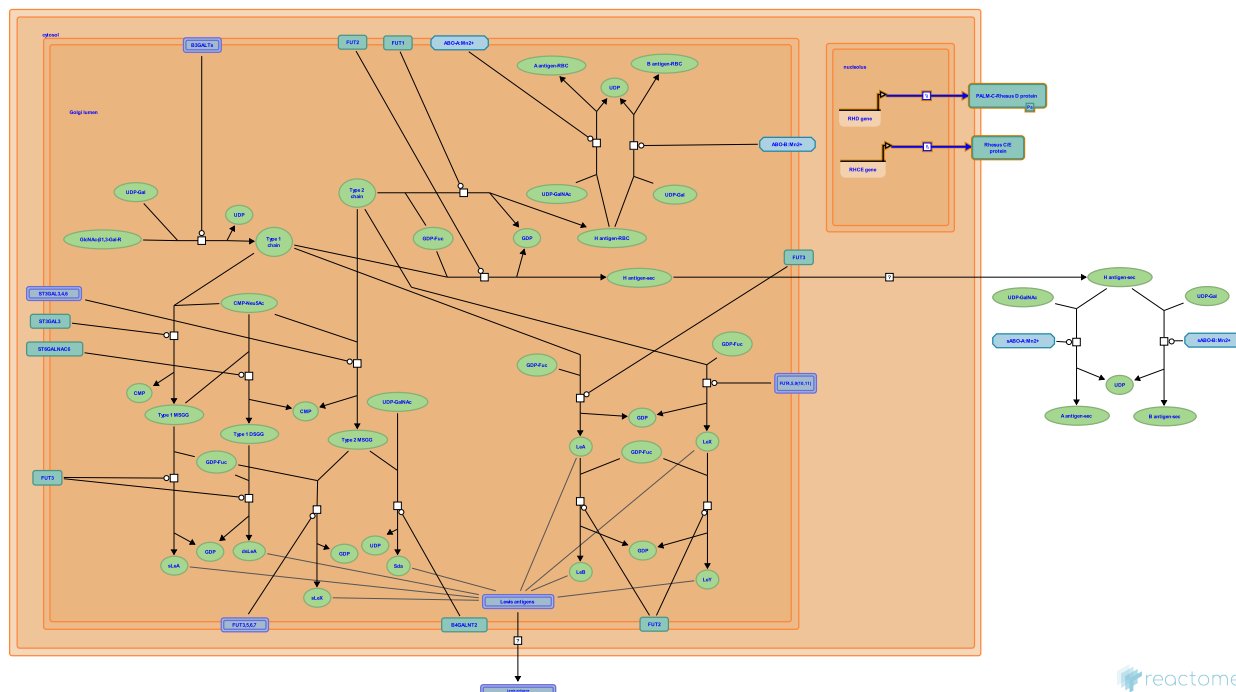 cytosol
B3GALTs
FUT2
FUT1
ABO-A:Mn2+
A antigen-RBC
B antigen-RBC
UDP
nucleolus
PALM-C-Rhesus D protein
RHD gene
Golgi lumen
ABO-B:Mn2+
Rhesus C/E
protein
RHCE gene
UDP-Gal
Type 2
chain
UDP-GalNAc
UDP-Gal
UDP
GlcNAcβ1,3-Gal-R
Type 1
chain
GDP-Fuc
GDP
H antigen-RBC
FUT3
H antigen-sec
?
H antigen-sec
ST3GAL3,4,6
CMP-Neu5Ac
UDP-GalNAc
UDP-Gal
ST3GAL3
ST6GALNAC6
sABO-A:Mn2+
sABO-B:Mn2+
GDP-Fuc
GDP-Fuc
UDP
CMP
CMP
UDP-GalNAc
Type 1 MSGG
GDP
A antigen-sec
B antigen-sec
Type 1 DSGG
Type 2 MSGG
LeA
LeX
GDP-Fuc
GDP-Fuc
FUT3
GDP
dsLeA
GDP
UDP
GDP
sLeA
Sda
LeB
LeY
sLeX
Lewis antigens
FUT3,5,6,7
B4GALNT2
FUT2
?
reactome